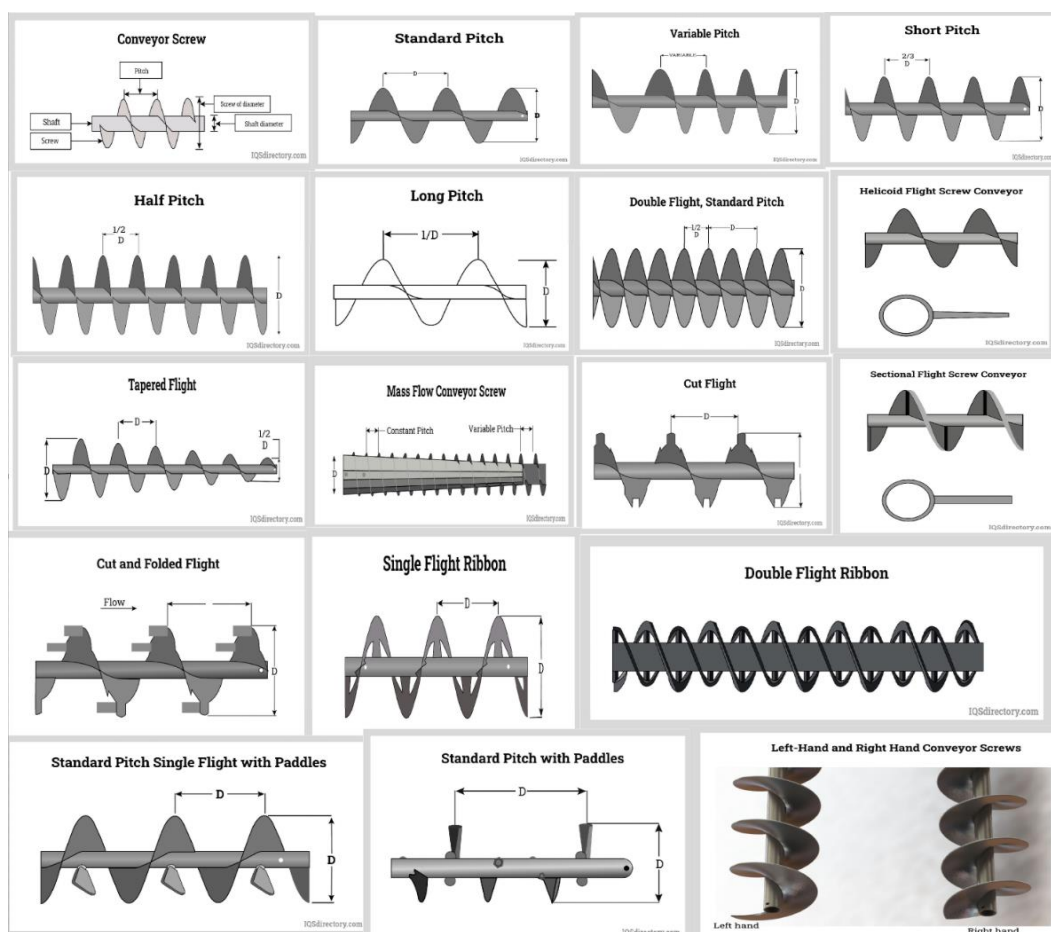 Conveyor Screw
Pitch
Screw of diameter
Shaft
Shaft diameter
Screw
IQSdirectory.com
Standard Pitch
D
D
IQSdirectory.com
Variable Pitch
VARIABLE
D
IQSdirectory.com
Short Pitch
2/3
D
D
IQSdirectory.com
Half Pitch
1/2
D
D
IQSdirectory.com
Long Pitch
1/D
D
IQSdirectory.com
Double Flight, Standard Pitch
1/2
D
D
D
IQSdirectory.com
Helicoid Flight Screw Conveyor
IQSdirectory.com
Tapered Flight
D
1/2
D
D
IQSdirectory.com
Mass Flow Conveyor Screw
Constant Pitch
Variable Pitch
D
IQSdirectory.com
Cut Flight
D
IQSdirectory.com
Sectional Flight Screw Conveyor
IQSdirectory.com
Cut and Folded Flight
Flow
D
IQSdirectory.com
Single Flight Ribbon
D
D
IQSdirectory.com
Double Flight Ribbon
IQSdirectory.com
Standard Pitch Single Flight with Paddles
D
D
IQSdirectory.com
Standard Pitch with Paddles
D
D
IQSdirectory.com
Left-Hand and Right Hand Conveyor Screws
Left hand
Right hand